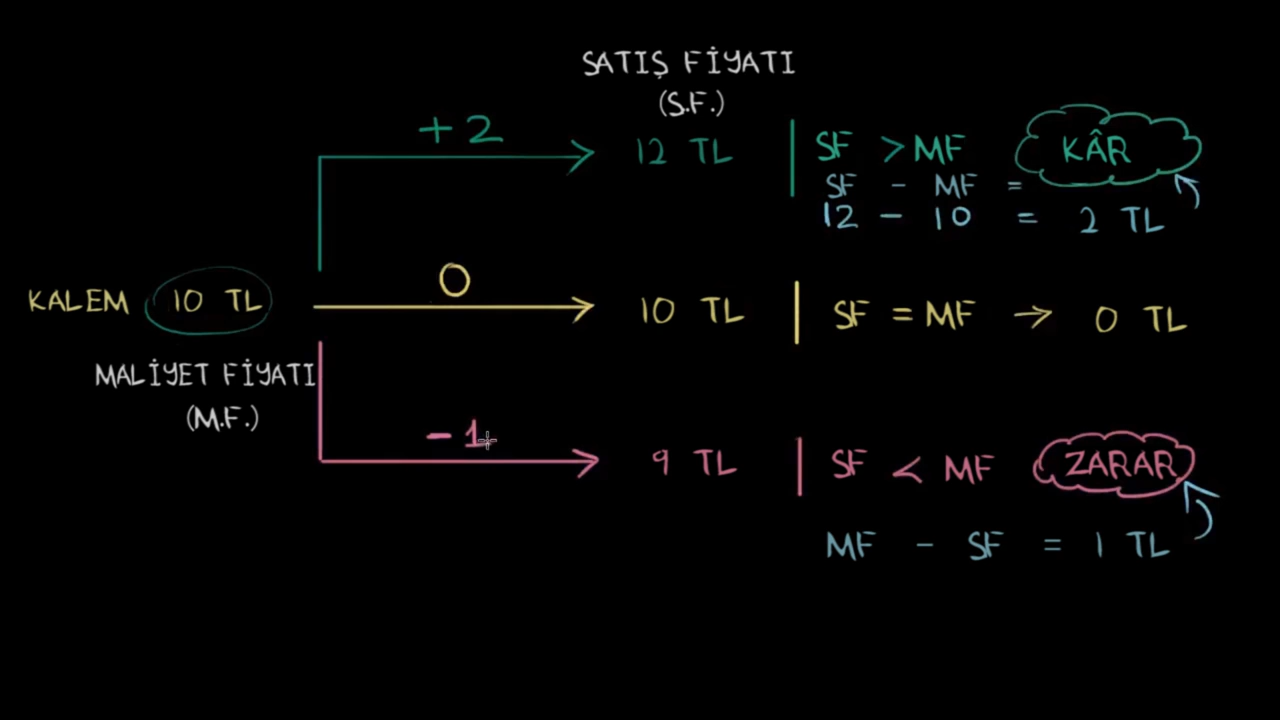 SATIŞ FİYATI
(S.F.)
+2
12 TL
SF > MF
KÂR
SF - MF =
12 - 10 = 2 TL
KALEM 10 TL
0
10 TL
SF = MF → 0 TL
MALİYET FİYATI
(M.F.)
-1
9 TL
SF < MF
ZARAR
MF - SF = 1 TL